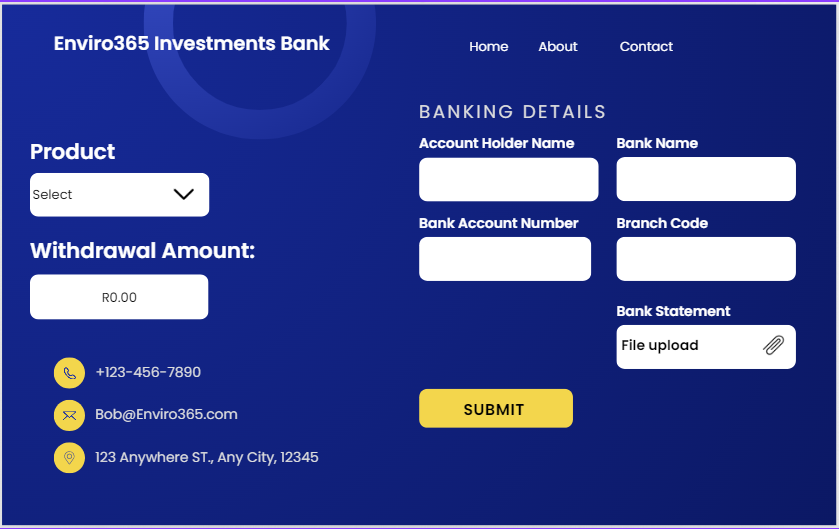 Enviro365 Investments Bank
Home About Contact
Product
Select
Withdrawal Amount:
R0.00
+123-456-7890
Bob@Enviro365.com
123 Anywhere ST., Any City, 12345
BANKING DETAILS
Account Holder Name Bank Name
Bank Account Number Branch Code
Bank Statement
File upload
SUBMIT